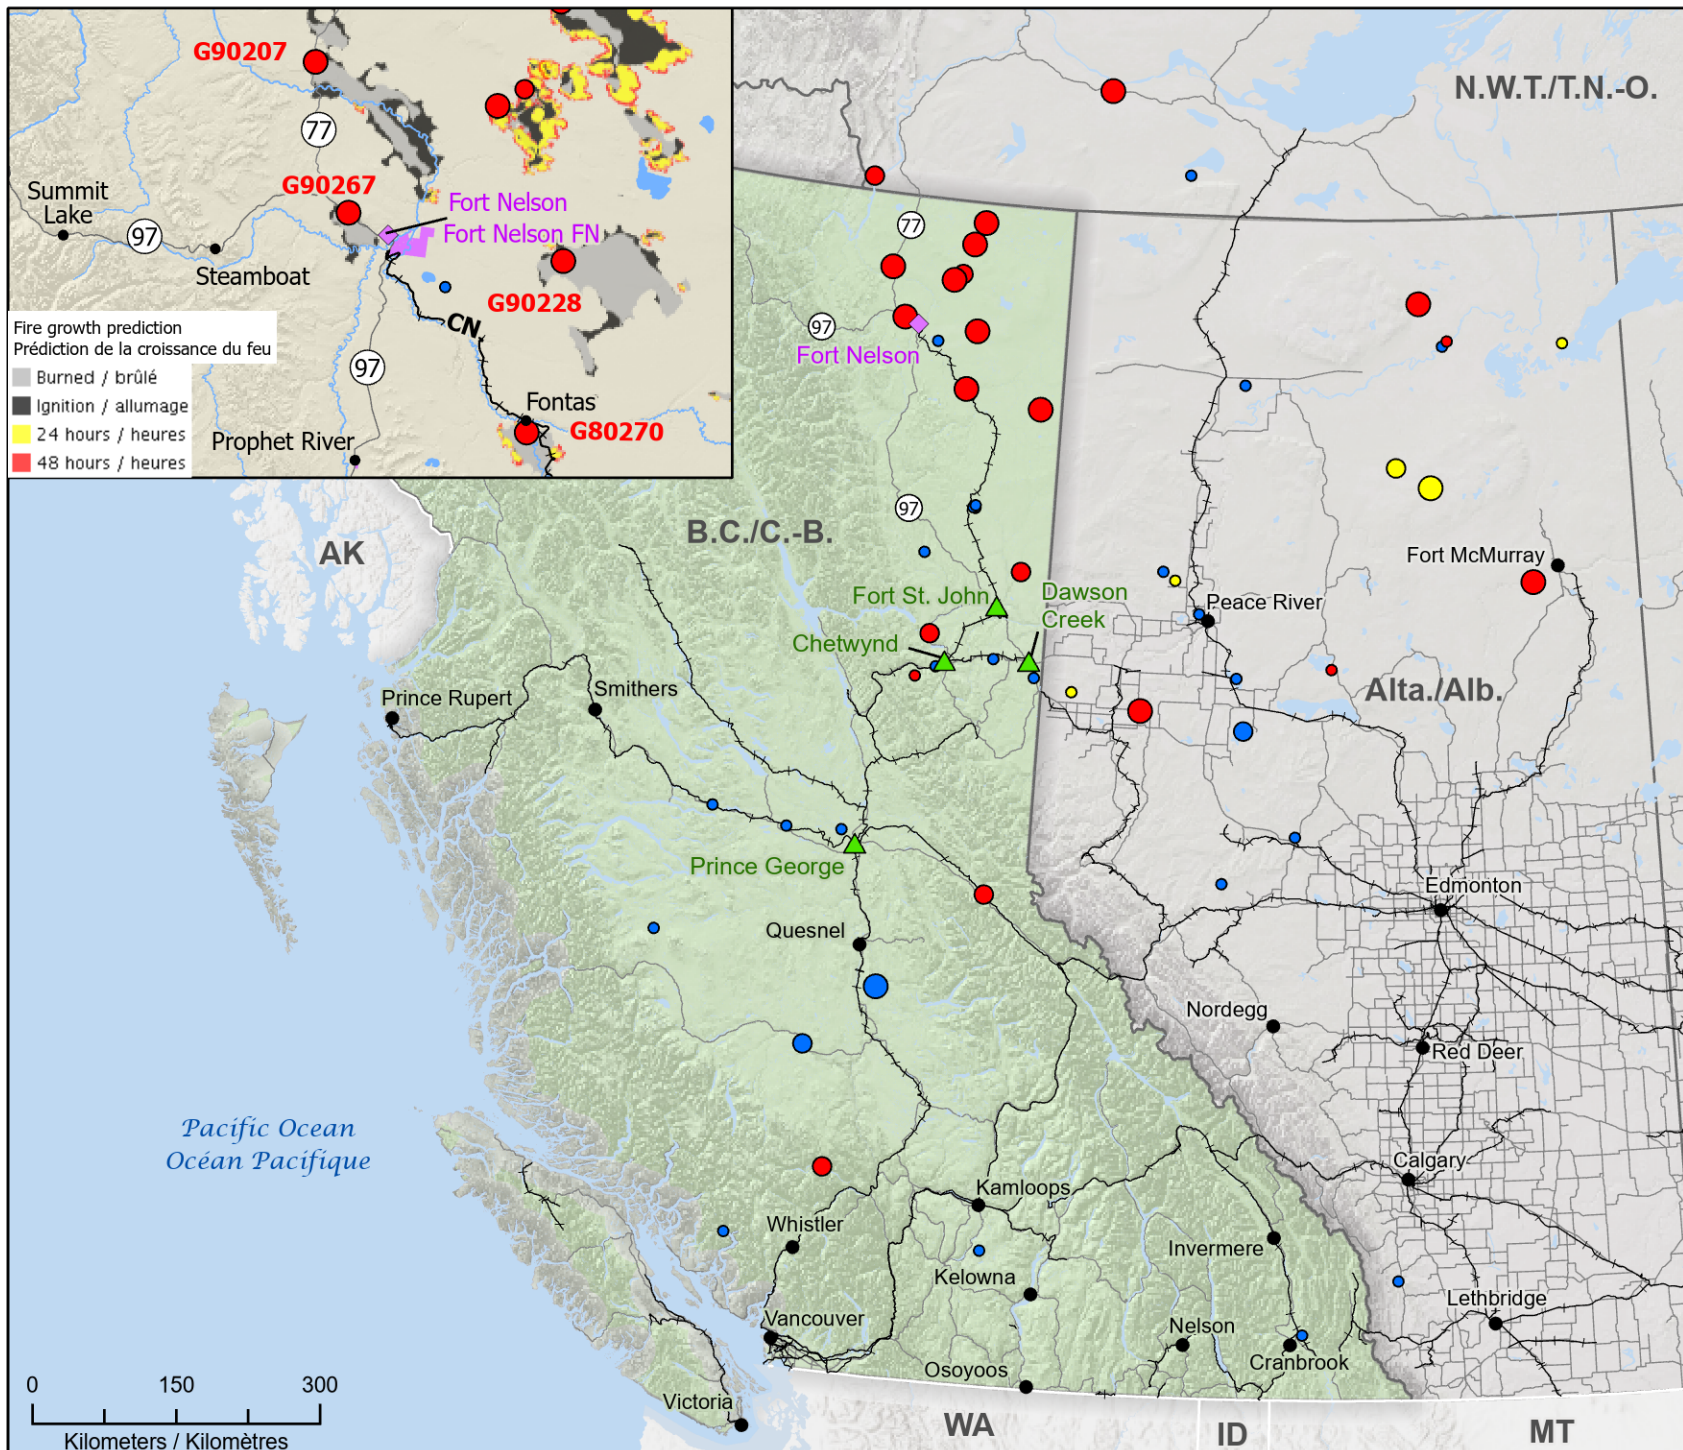 G90207
77
G90267
Summit
Lake
97
Steamboat
Fort Nelson
Fort Nelson FN
G90228
CN
97
Fontas
G80270
Prophet River
Fire growth prediction
Prédiction de la croissance du feu
Burned / brûlé
Ignition / allumage
24 hours / heures
48 hours / heures
N.W.T./T.N.-O.
77
97
Fort Nelson
97
B.C./C.-B.
AK
Fort McMurray
Fort St. John
Dawson
Creek
Peace River
Chetwynd
Alta./Alb.
Prince Rupert
Smithers
Prince George
Edmonton
Quesnel
Nordegg
Red Deer
Pacific Ocean
Océan Pacifique
Calgary
Kamloops
Whistler
Invermere
Kelowna
Lethbridge
Vancouver
Nelson
Cranbrook
Osoyoos
Victoria
0 150 300
Kilometers / Kilomètres
WA
ID
MT